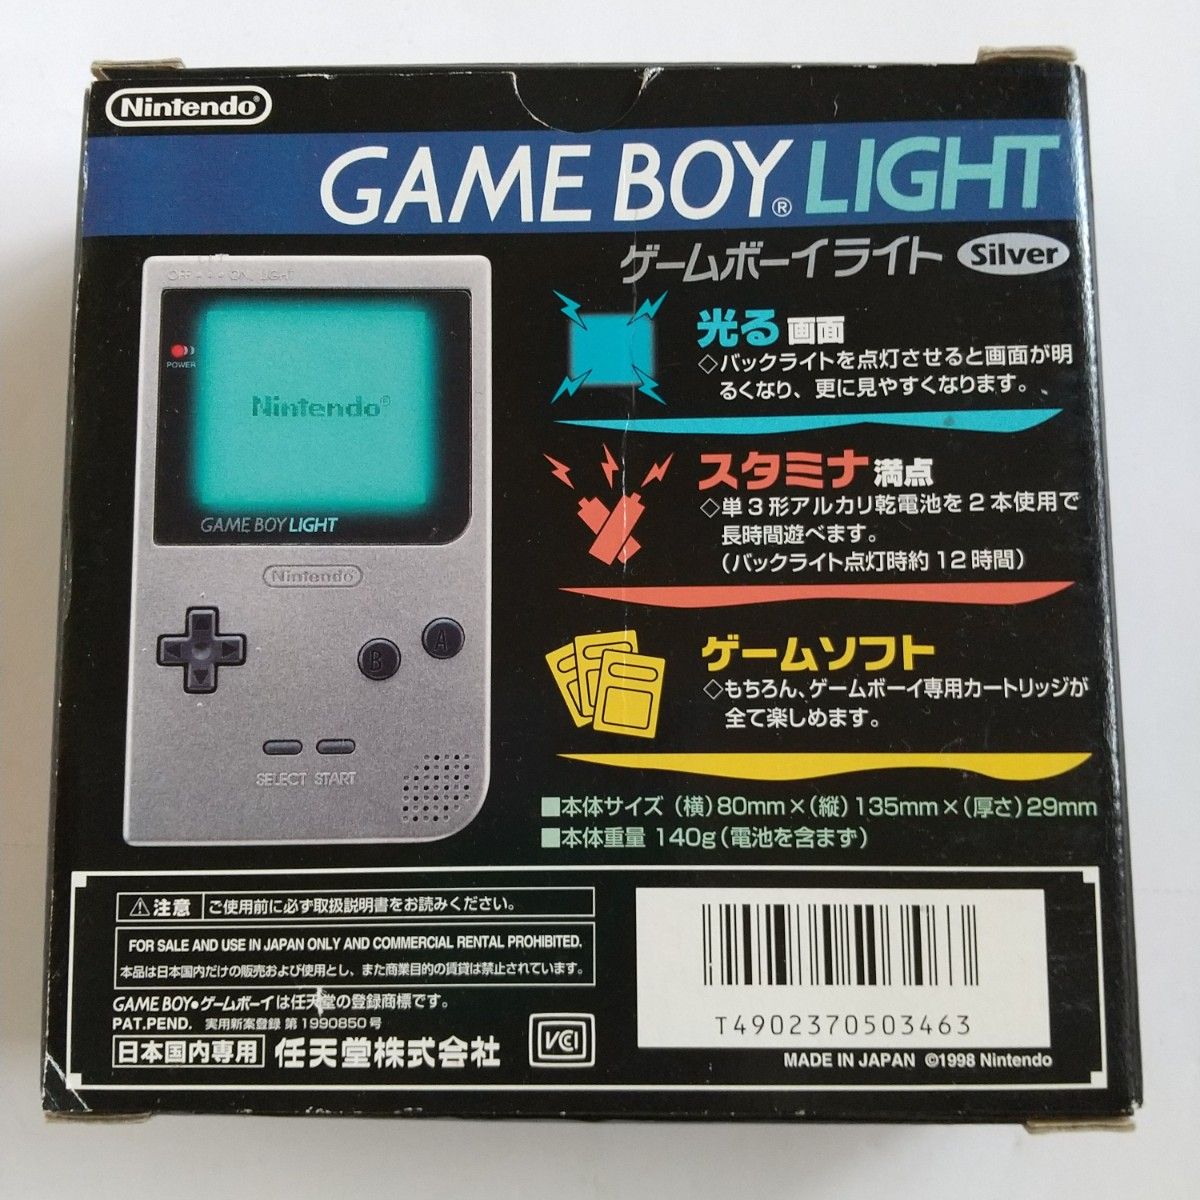 Nintendo®
GAME BOY® LIGHT
ゲームボーイライト Silver
OFF ON LIGHT
POWER
Nintendo®
GAME BOY LIGHT
Nintendo
B A
SELECT START
光る画面
◇バックライトを点灯させると画面が明
るくなり、更に見やすくなります。
スタミナ満点
◇単3形アルカリ乾電池を2本使用で
長時間遊べます。
(バックライト点灯時約12時間)
ゲームソフト
◇もちろん、ゲームボーイ専用カートリッジが
全て楽しめます。
■本体サイズ (横)80mm×(縦)135mm×(厚さ)29mm
■本体重量 140g(電池を含まず)
⚠注意 ご使用前に必ず取扱説明書をお読みください。
FOR SALE AND USE IN JAPAN ONLY AND COMMERCIAL RENTAL PROHIBITED.
本品は日本国内だけの販売および使用とし、また商業目的の賃貸は禁止されています。
GAME BOY●ゲームボーイは任天堂の登録商標です。
PAT.PEND. 実用新案登録 第1990850号
日本国内専用 任天堂株式会社
VCI
T4902370503463
MADE IN JAPAN ©1998 Nintendo